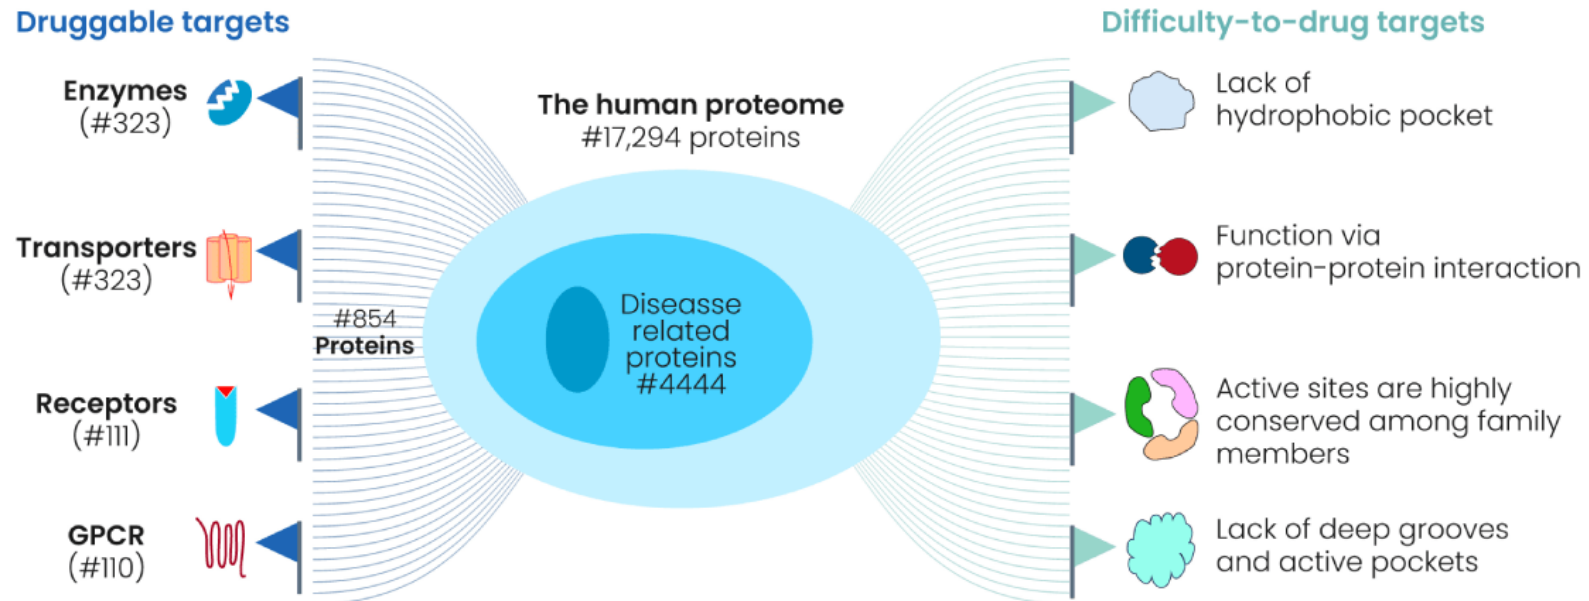 Druggable targets
Enzymes
(#323)
Transporters
(#323)
#854
Proteins
Receptors
(#111)
GPCR
(#110)
The human proteome
#17,294 proteins
Diseasse
related
proteins
#4444
Difficulty-to-drug targets
Lack of
hydrophobic pocket
Function via
protein-protein interaction
Active sites are highly
conserved among family
members
Lack of deep grooves
and active pockets